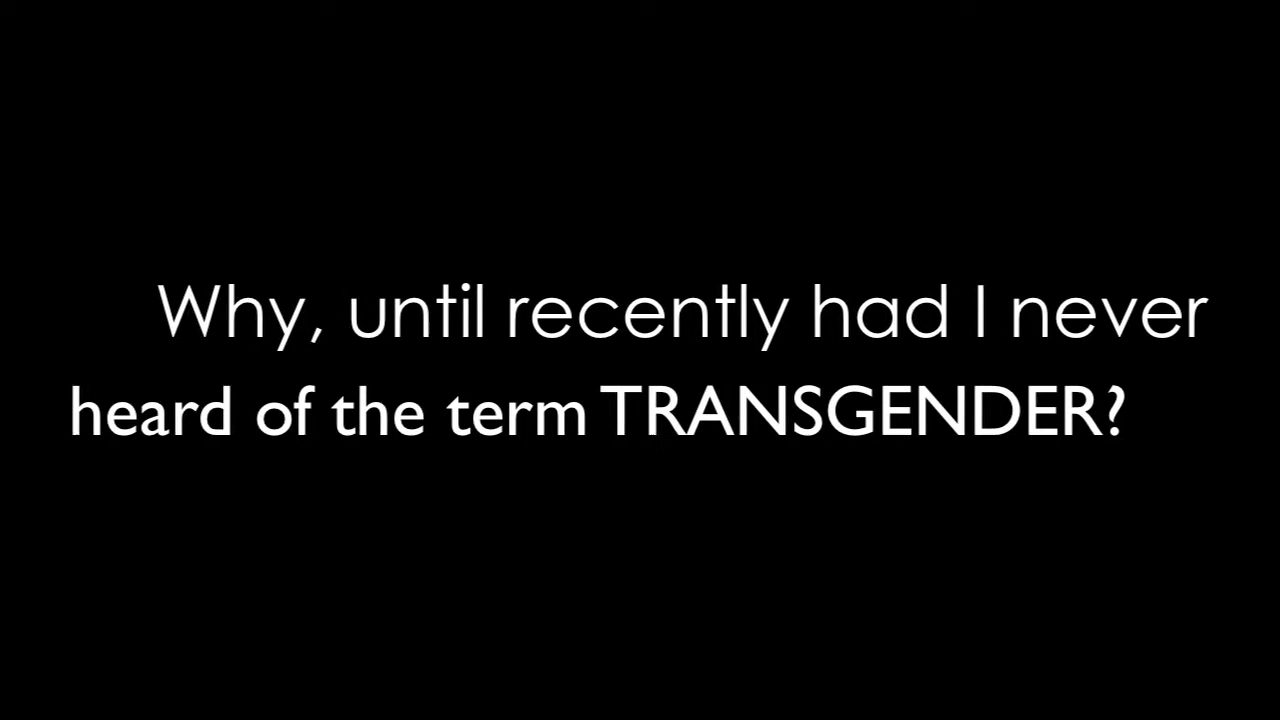 Why, until recently had I never
heard of the term TRANSGENDER?